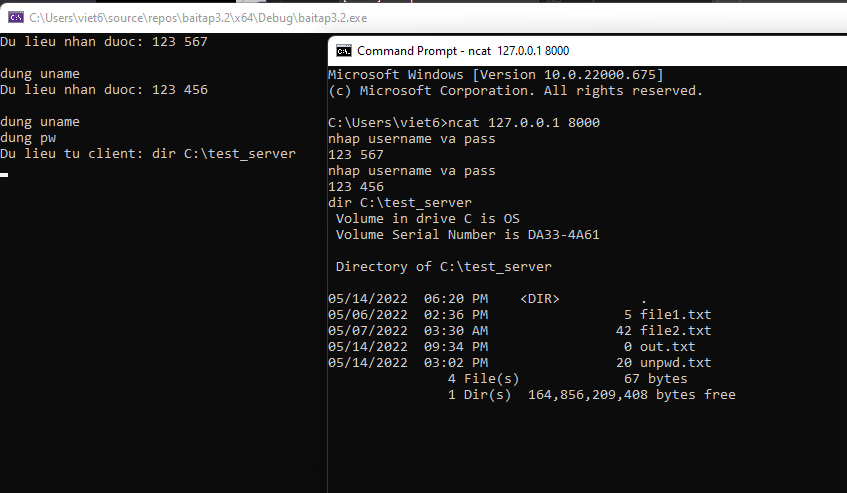 C:\Users\viet6\source\repos\baitap3.2\x64\Debug\baitap3.2.exe
Du lieu nhan duoc: 123 567
dung uname
Du lieu nhan duoc: 123 456
dung uname
dung pw
Du lieu tu client: dir C:\test_server
Command Prompt - ncat  127.0.0.1 8000
Microsoft Windows [Version 10.0.22000.675]
(c) Microsoft Corporation. All rights reserved.
C:\Users\viet6>ncat 127.0.0.1 8000
nhap username va pass
123 567
nhap username va pass
123 456
dir C:\test_server
 Volume in drive C is OS
 Volume Serial Number is DA33-4A61
 Directory of C:\test_server
05/14/2022  06:20 PM    <DIR>          .
05/06/2022  02:36 PM                 5 file1.txt
05/07/2022  03:30 AM                42 file2.txt
05/14/2022  09:34 PM                 0 out.txt
05/14/2022  03:02 PM                20 unpwd.txt
               4 File(s)             67 bytes
               1 Dir(s)  164,856,209,408 bytes free